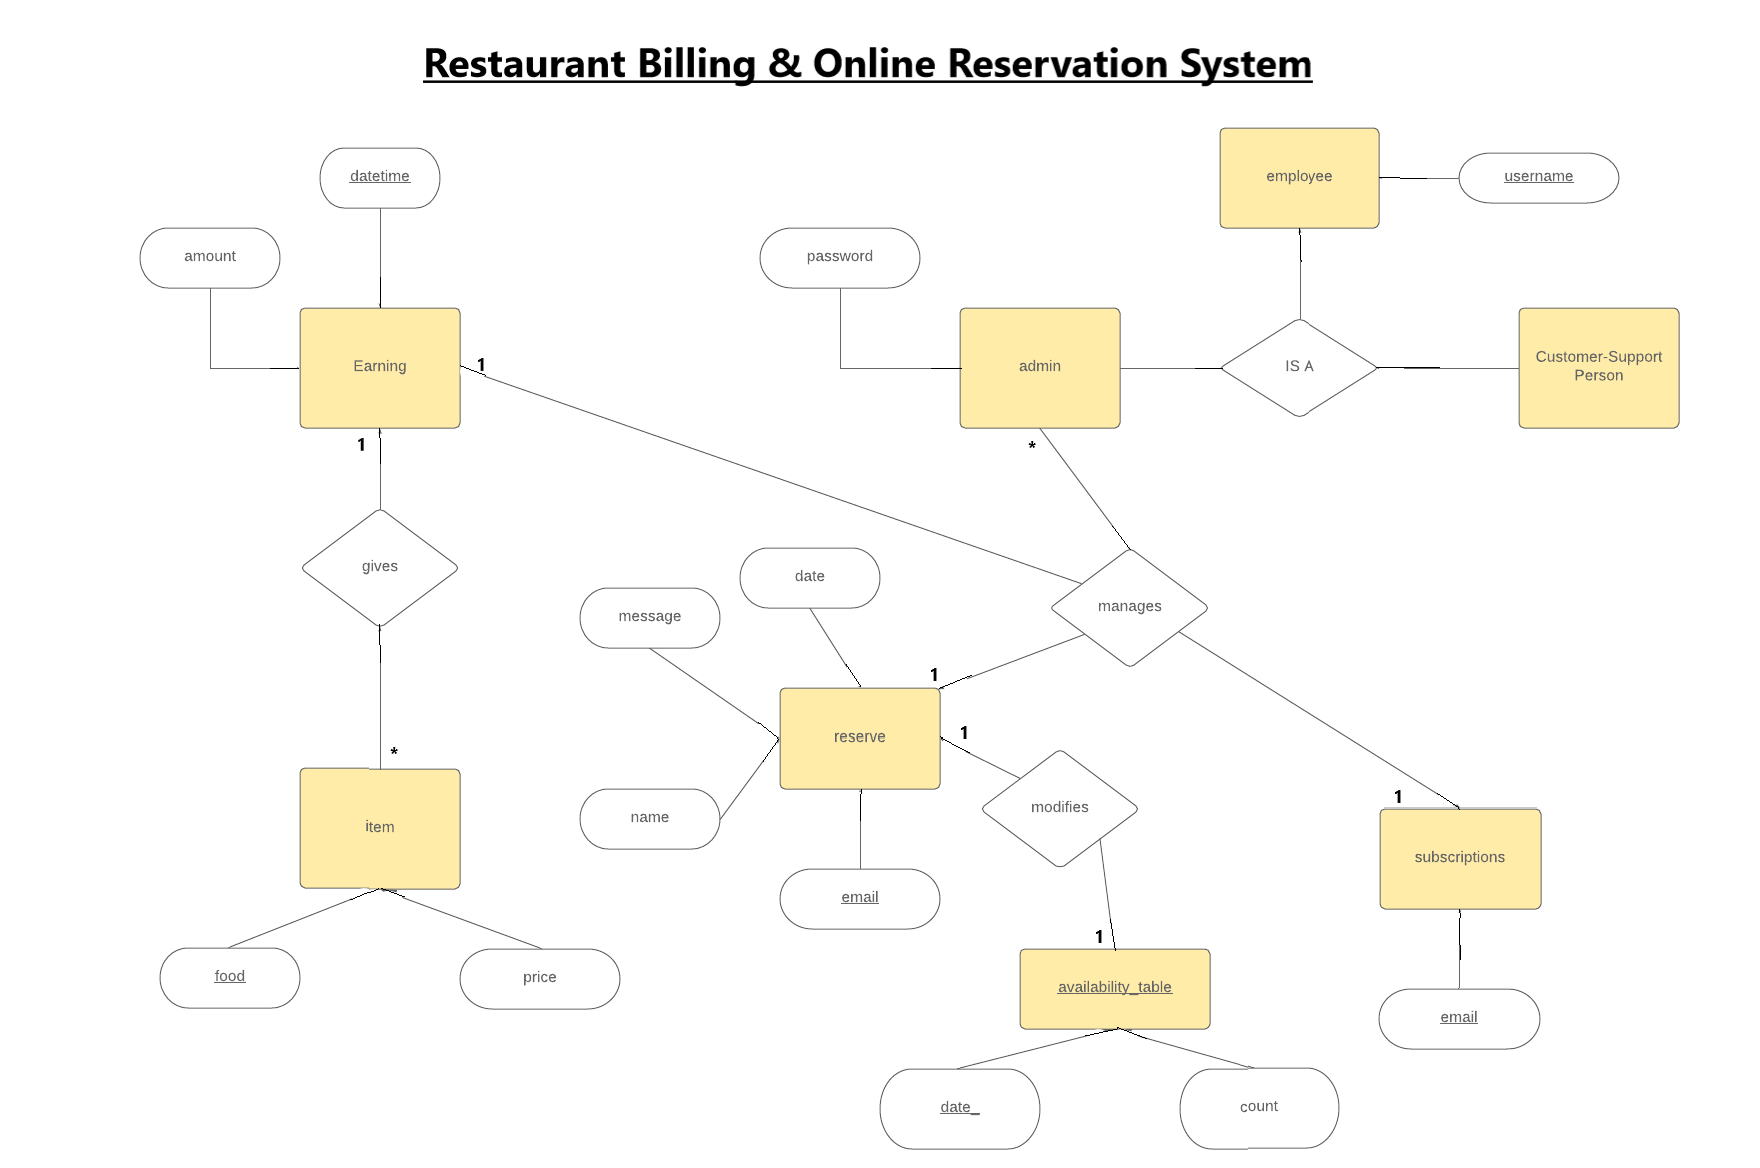 Restaurant Billing & Online Reservation System
datetime
employee
username
amount
password
Earning
1
admin
IS A
Customer-Support
Person
1
*
gives
date
message
manages
1
reserve
1
*
modifies
1
name
item
subscriptions
email
1
food
price
availability_table
email
date_
count